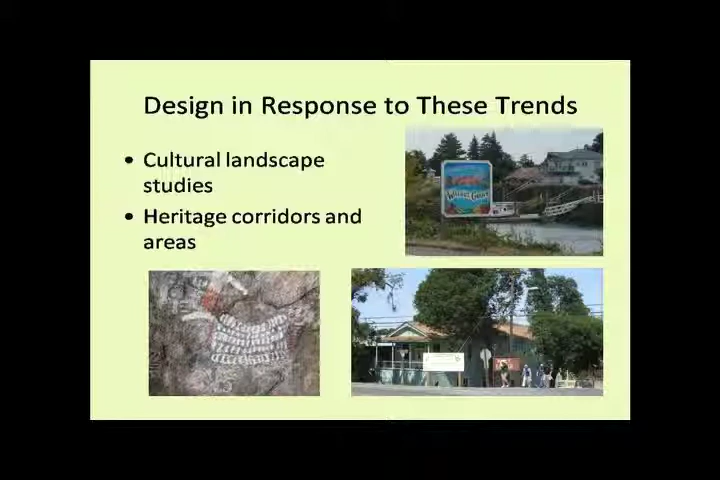 Design in Response to These Trends
• Cultural landscape
studies
• Heritage corridors and
areas